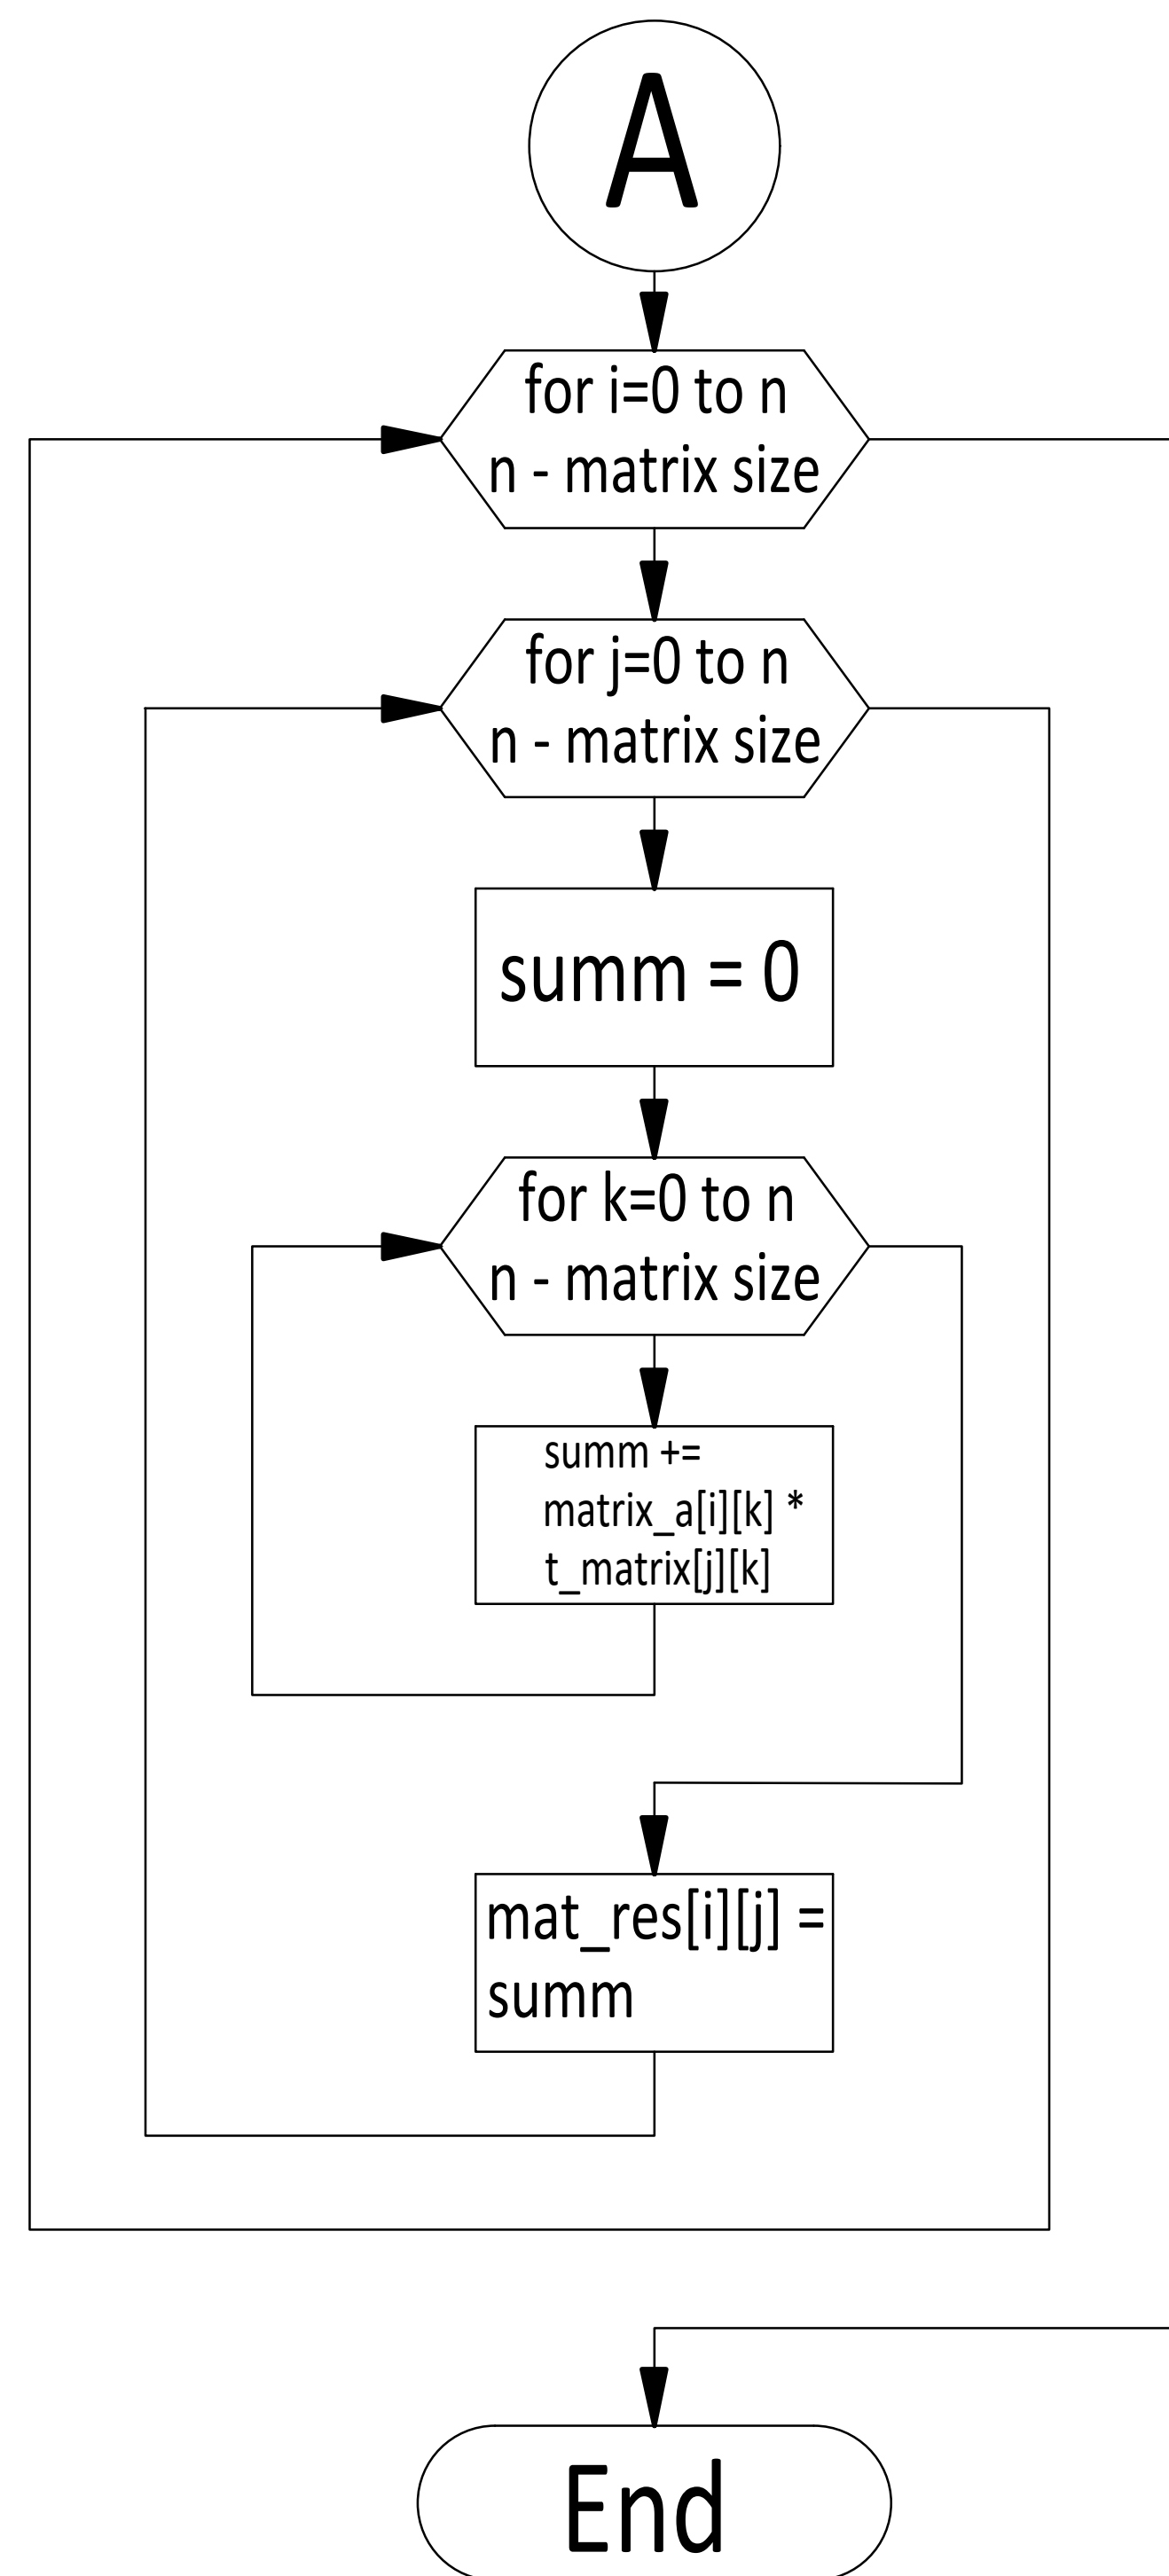 A
for i=0 to n
n - matrix size
for j=0 to n
n - matrix size
summ = 0
for k=0 to n
n - matrix size
summ +=
matrix_a[i][k] *
t_matrix[j][k]
mat_res[i][j] =
summ
End